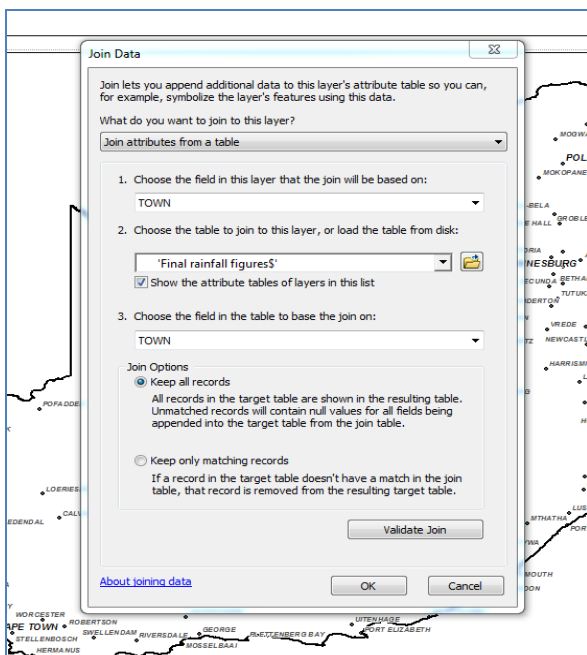 Join Data
Join lets you append additional data to this layer's attribute table so you can,
for example, symbolize the layer's features using this data.
What do you want to join to this layer?
Join attributes from a table
1. Choose the field in this layer that the join will be based on:
TOWN
2. Choose the table to join to this layer, or load the table from disk:
'Final rainfall figures$'
Show the attribute tables of layers in this list
3. Choose the field in the table to base the join on:
TOWN
Join Options
Keep all records
All records in the target table are shown in the resulting table.
Unmatched records will contain null values for all fields being
appended into the target table from the join table.
Keep only matching records
If a record in the target table doesn't have a match in the join
table, that record is removed from the resulting target table.
Validate Join
About joining data
OK
Cancel
MOGWA
POL
MOKOPANE
-BELA
E HALL
GROBLE
ORIA
NESBURG
ECUNDA
BETHA
TUTUK
DERTON
VREDE
TZ
NEWCASTL
HARRISMI
POFADDE
LOERIES
CALV
EDENDAL
LUS
MTHATHA
PORT
YWA
MOUTH
DON
WORCESTER
ROBERTSON
APE TOWN
STELLENBOSCH
SWELLENDAM
RIVERSDALE
GEORGE
PLETTENBERG BAY
UITENHAGE
PORT ELIZABETH
MOSSELBAAI
HERMANUS